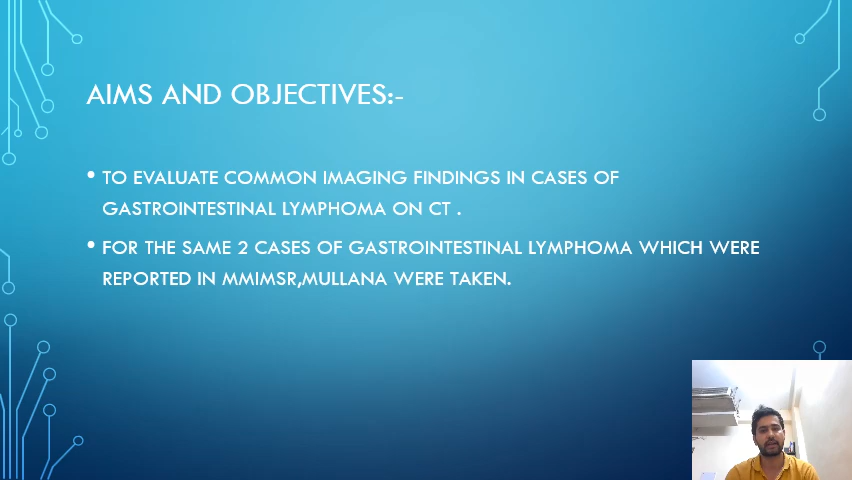 AIMS AND OBJECTIVES:-
• TO EVALUATE COMMON IMAGING FINDINGS IN CASES OF
GASTROINTESTINAL LYMPHOMA ON CT .
• FOR THE SAME 2 CASES OF GASTROINTESTINAL LYMPHOMA WHICH WERE
REPORTED IN MMIMSR,MULLANA WERE TAKEN.